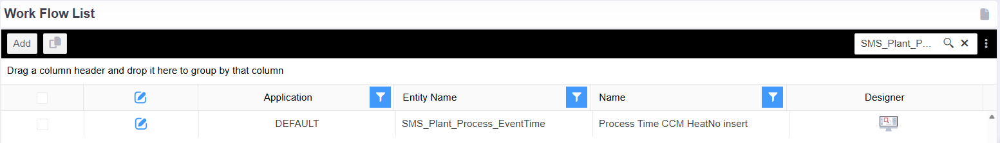 Work Flow List
Add
SMS_Plant_P...
Drag a column header and drop it here to group by that column
Application Entity Name Name Designer
DEFAULT SMS_Plant_Process_EventTime Process Time CCM HeatNo insert